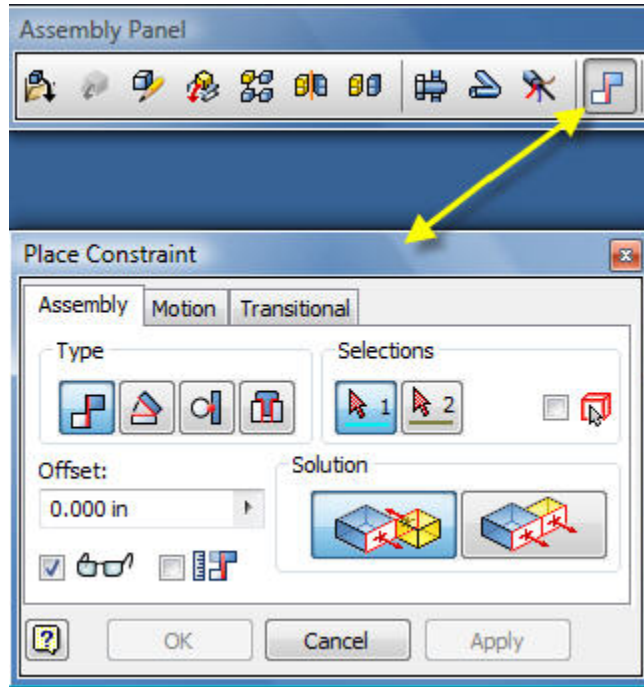 Assembly Panel
Place Constraint
Assembly Motion Transitional
Type Selections
1 2
Offset: Solution
0.000 in
? OK Cancel Apply